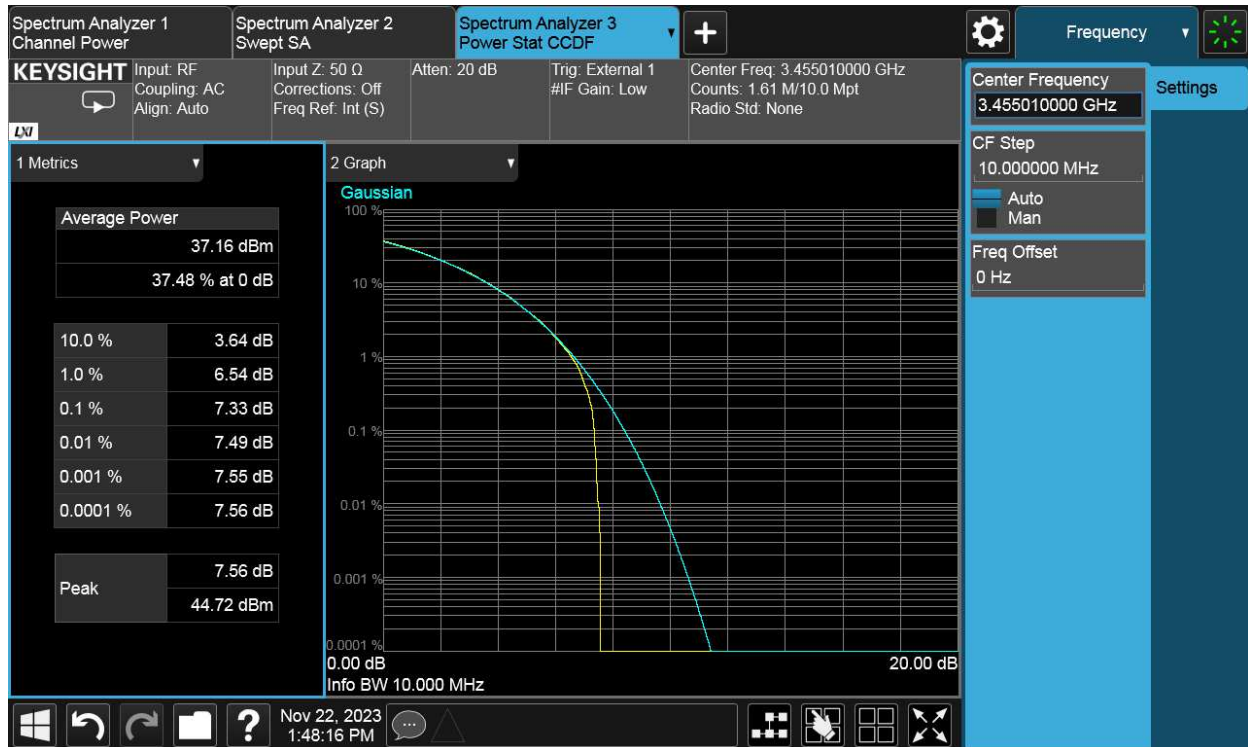 Spectrum Analyzer 1
Channel Power
Spectrum Analyzer 2
Swept SA
Spectrum Analyzer 3
Power Stat CCDF
+
Frequency
KEYSIGHT
LXI
Input: RF
Coupling: AC
Align: Auto
Input Z: 50 Ω
Corrections: Off
Freq Ref: Int (S)
Atten: 20 dB
Trig: External 1
#IF Gain: Low
Center Freq: 3.455010000 GHz
Counts: 1.61 M/10.0 Mpt
Radio Std: None
Center Frequency
3.455010000 GHz
Settings
CF Step
10.000000 MHz
Auto
Man
Freq Offset
0 Hz
1 Metrics
Average Power
37.16 dBm
37.48 % at 0 dB
10.0 % 3.64 dB
1.0 % 6.54 dB
0.1 % 7.33 dB
0.01 % 7.49 dB
0.001 % 7.55 dB
0.0001 % 7.56 dB
Peak
7.56 dB
44.72 dBm
2 Graph
Gaussian
100 %
10 %
1 %
0.1 %
0.01 %
0.001 %
0.0001 %
0.00 dB 20.00 dB
Info BW 10.000 MHz
?
Nov 22, 2023
1:48:16 PM